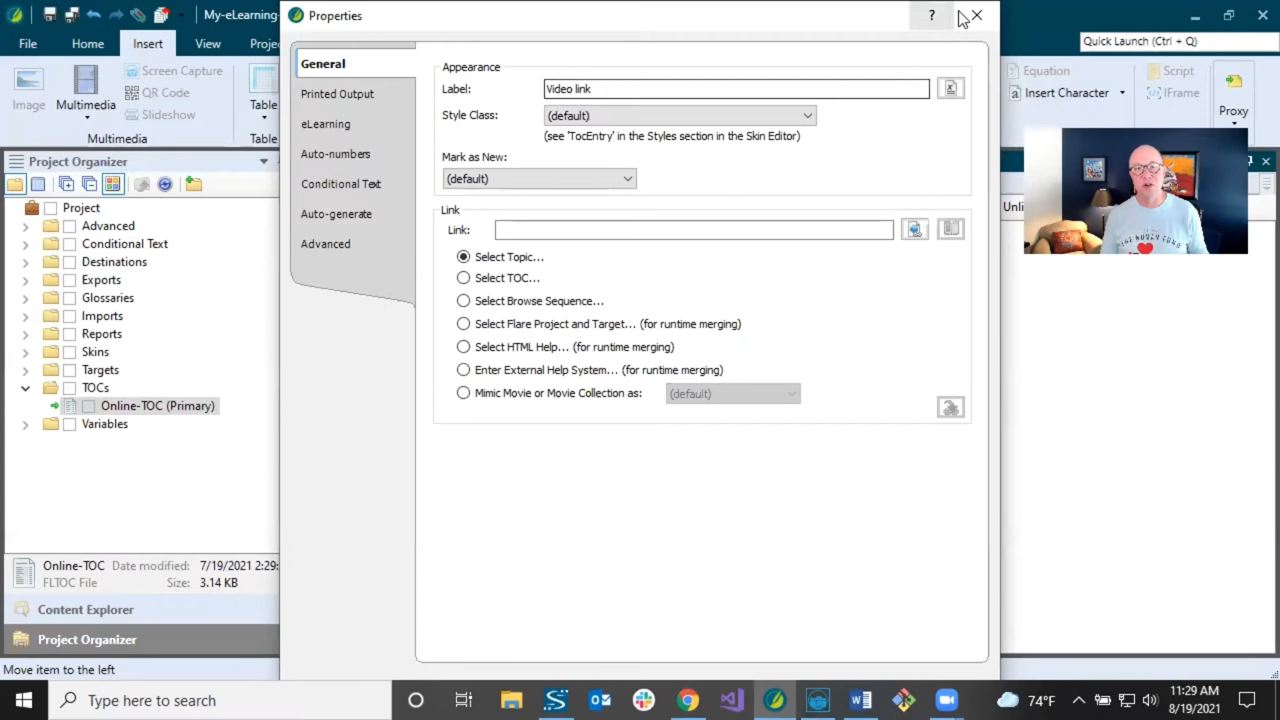 My-eLearning-
Properties
?
File
Home
Insert
View
Proje
Quick Launch (Ctrl + Q)
Image
Multimedia
Screen Capture
QR Code
Slideshow
Table
Multimedia
Table
Equation
Insert Character
Script
IFrame
Proxy
Project Organizer
Project
Advanced
Conditional Text
Destinations
Exports
Glossaries
Imports
Reports
Skins
Targets
TOCs
Online-TOC (Primary)
Variables
Online-TOC Date modified: 7/19/2021 2:29:
FLTOC File Size: 3.14 KB
Content Explorer
Project Organizer
Move item to the left
General
Printed Output
eLearning
Auto-numbers
Conditional Text
Auto-generate
Advanced
Appearance
Label: Video link
Style Class: (default)
(see 'TocEntry' in the Styles section in the Skin Editor)
Mark as New:
(default)
Link
Link:
Select Topic...
Select TOC...
Select Browse Sequence...
Select Flare Project and Target... (for runtime merging)
Select HTML Help... (for runtime merging)
Enter External Help System... (for runtime merging)
Mimic Movie or Movie Collection as: (default)
Unli
Type here to search
74°F
11:29 AM
8/19/2021